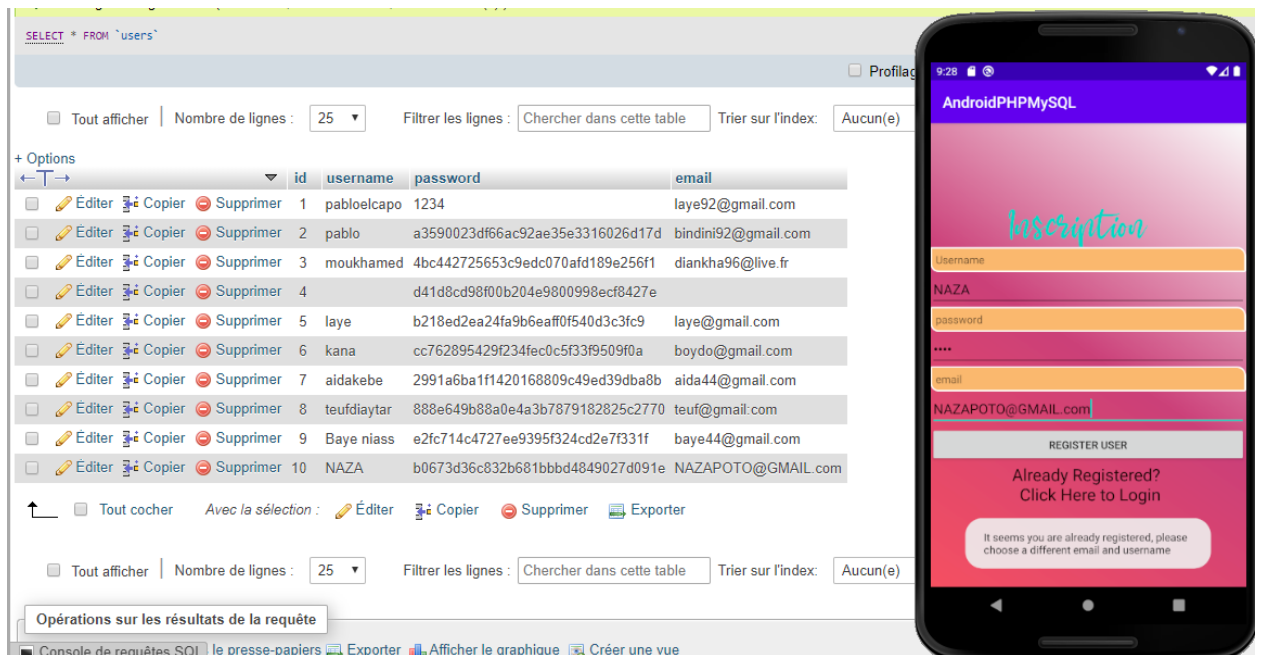 SELECT * FROM `users`
Profilag
Tout afficher Nombre de lignes : 25 Filtrer les lignes : Chercher dans cette table Trier sur l'index: Aucun(e)
+ Options
id username password email
Éditer Copier Supprimer 1 pabloelcapo 1234 laye92@gmail.com
Éditer Copier Supprimer 2 pablo a3590023df66ac92ae35e3316026d17d bindini92@gmail.com
Éditer Copier Supprimer 3 moukhamed 4bc442725653c9edc070afd189e256f1 diankha96@live.fr
Éditer Copier Supprimer 4 d41d8cd98f00b204e9800998ecf8427e
Éditer Copier Supprimer 5 laye b218ed2ea24fa9b6eaff0f540d3c3fc9 laye@gmail.com
Éditer Copier Supprimer 6 kana cc762895429f234fec0c5f33f9509f0a boydo@gmail.com
Éditer Copier Supprimer 7 aidakebe 2991a6ba1f1420168809c49ed39dba8b aida44@gmail.com
Éditer Copier Supprimer 8 teufdiaytar 888e649b88a0e4a3b7879182825c2770 teuf@gmail:com
Éditer Copier Supprimer 9 Baye niass e2fc714c4727ee9395f324cd2e7f331f baye44@gmail.com
Éditer Copier Supprimer 10 NAZA b0673d36c832b681bbbd4849027d091e NAZAPOTO@GMAIL.com
Tout cocher Avec la sélection : Éditer Copier Supprimer Exporter
Tout afficher Nombre de lignes : 25 Filtrer les lignes : Chercher dans cette table Trier sur l'index: Aucun(e)
Opérations sur les résultats de la requête
Console de requêtes SQL le presse-papiers Exporter Afficher le graphique Créer une vue
9:28
AndroidPHPMySQL
Inscription
Username
NAZA
password
••••
email
NAZAPOTO@GMAIL.com
REGISTER USER
Already Registered?
Click Here to Login
It seems you are already registered, please
choose a different email and username